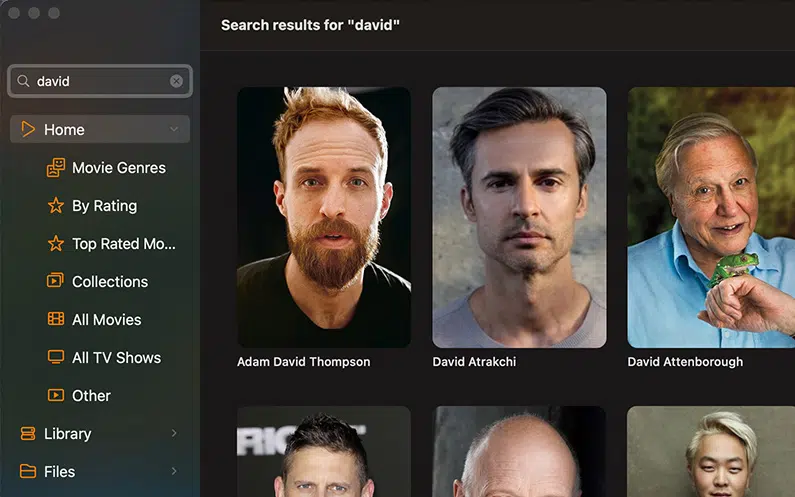 Search results for "david"
david
Home
Movie Genres
By Rating
Top Rated Mo...
Collections
All Movies
All TV Shows
Other
Library
Files
Adam David Thompson
David Atrakchi
David Attenborough